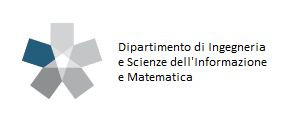 Dipartimento di Ingegneria
e Scienze dell'Informazione
e Matematica